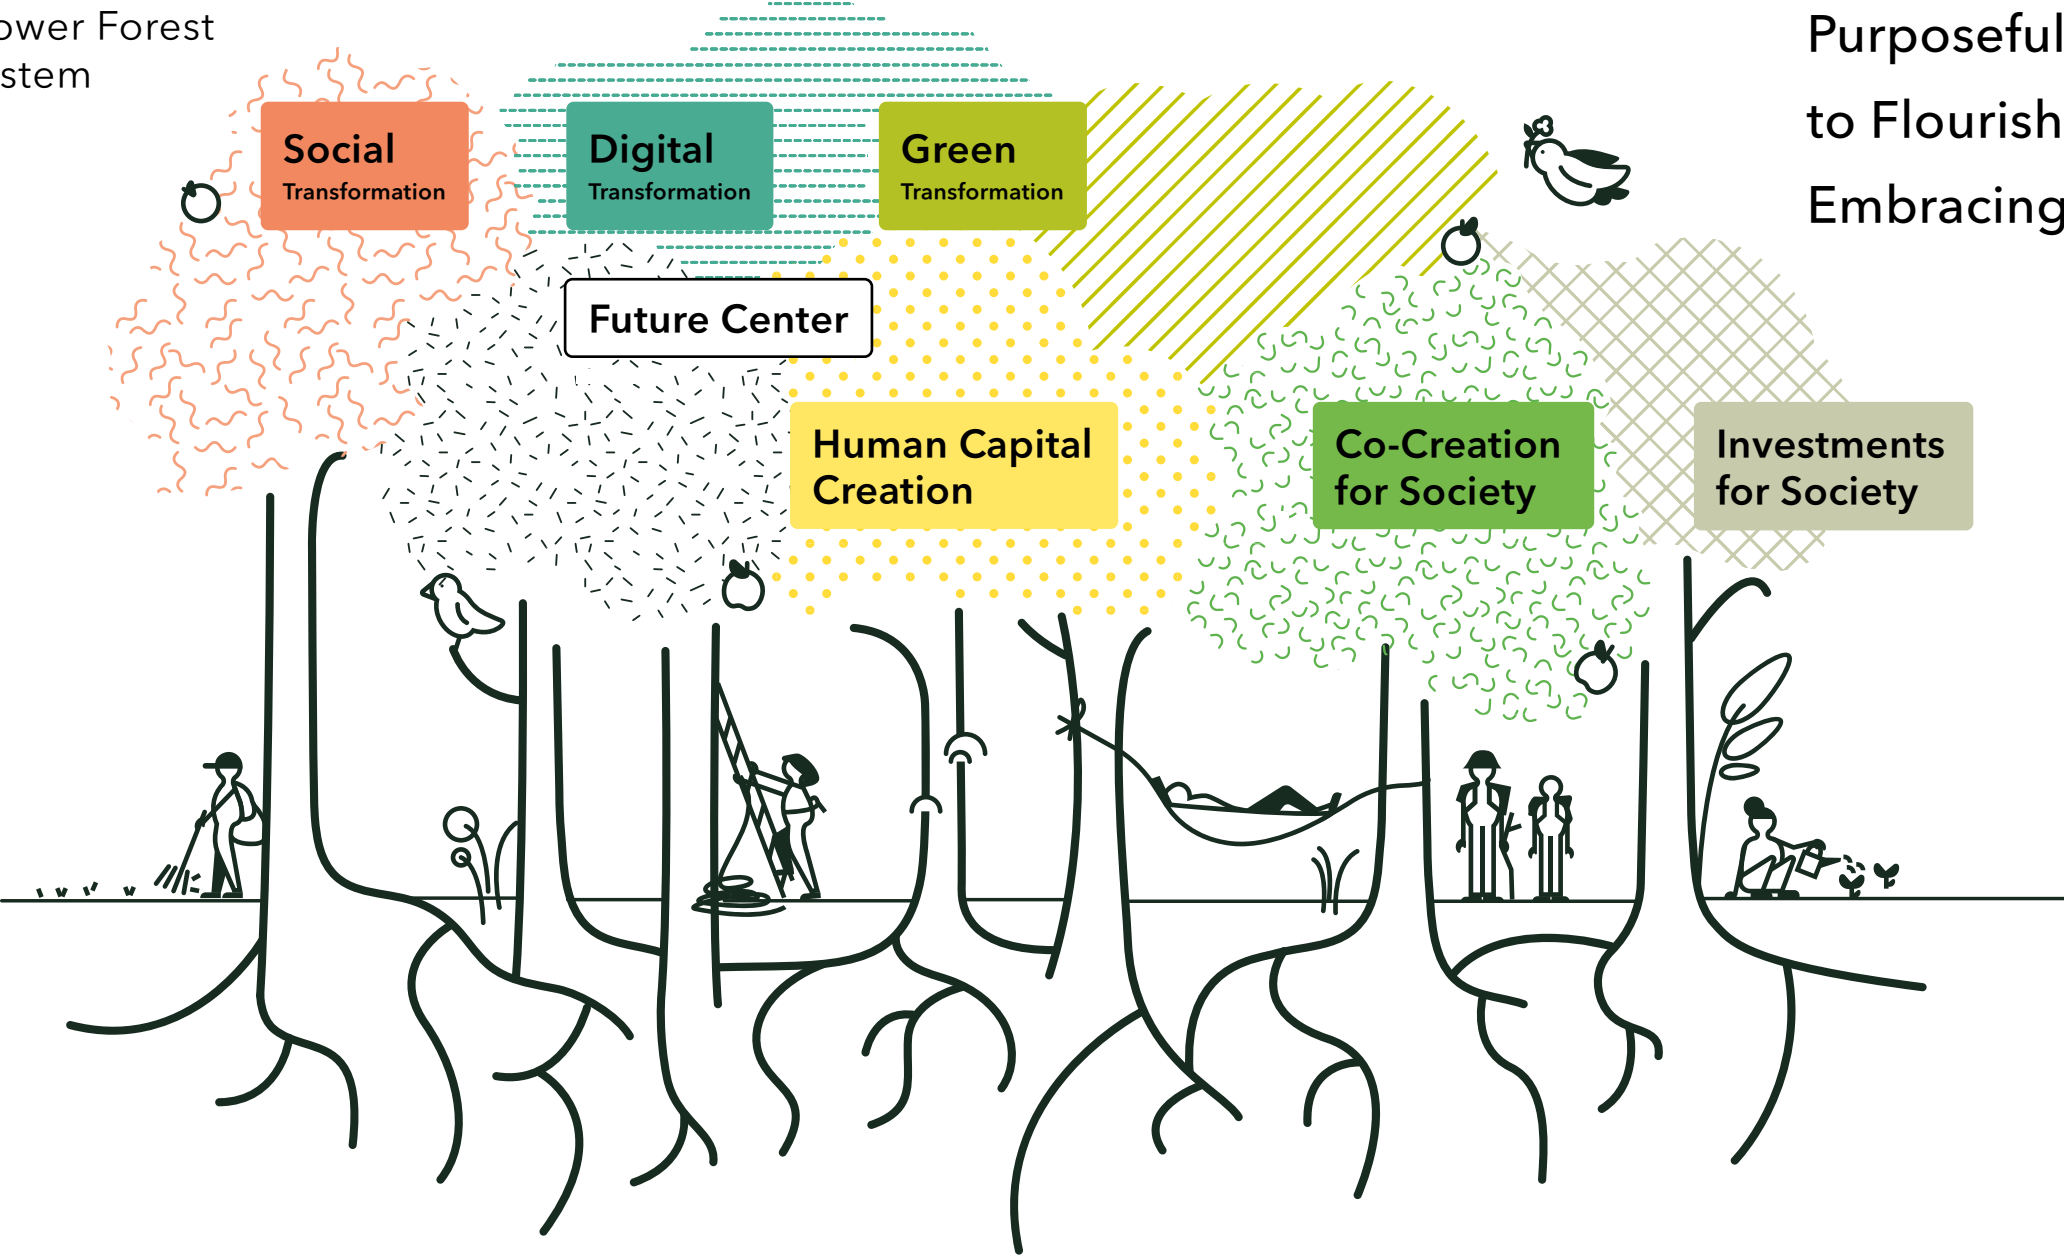 ower Forest
stem
Purposeful
to Flourish
Embracing
Social
Transformation
Digital
Transformation
Green
Transformation
Future Center
Human Capital
Creation
Co-Creation
for Society
Investments
for Society